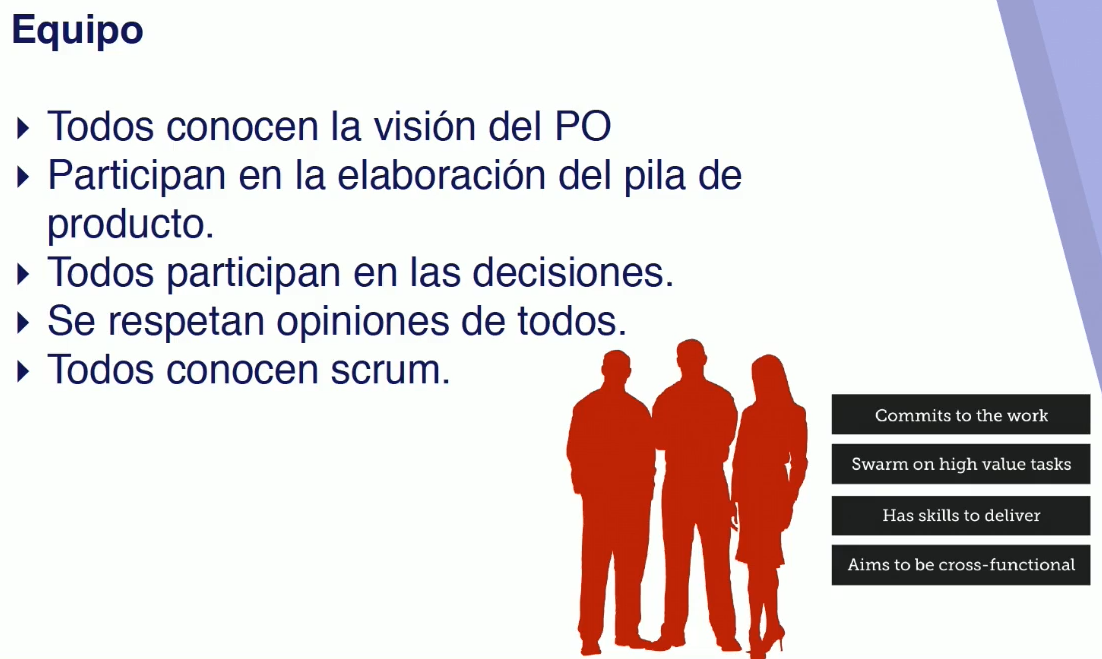 Equipo
Todos conocen la visión del PO
Participan en la elaboración del pila de
producto.
Todos participan en las decisiones.
Se respetan opiniones de todos.
Todos conocen scrum.
Commits to the work
Swarm on high value tasks
Has skills to deliver
Aims to be cross-functional